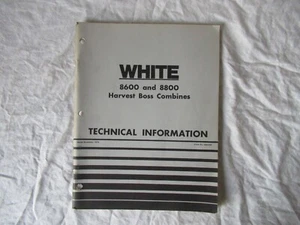 WHITE
8600 and 8800
Harvest Boss Combines
TECHNICAL INFORMATION